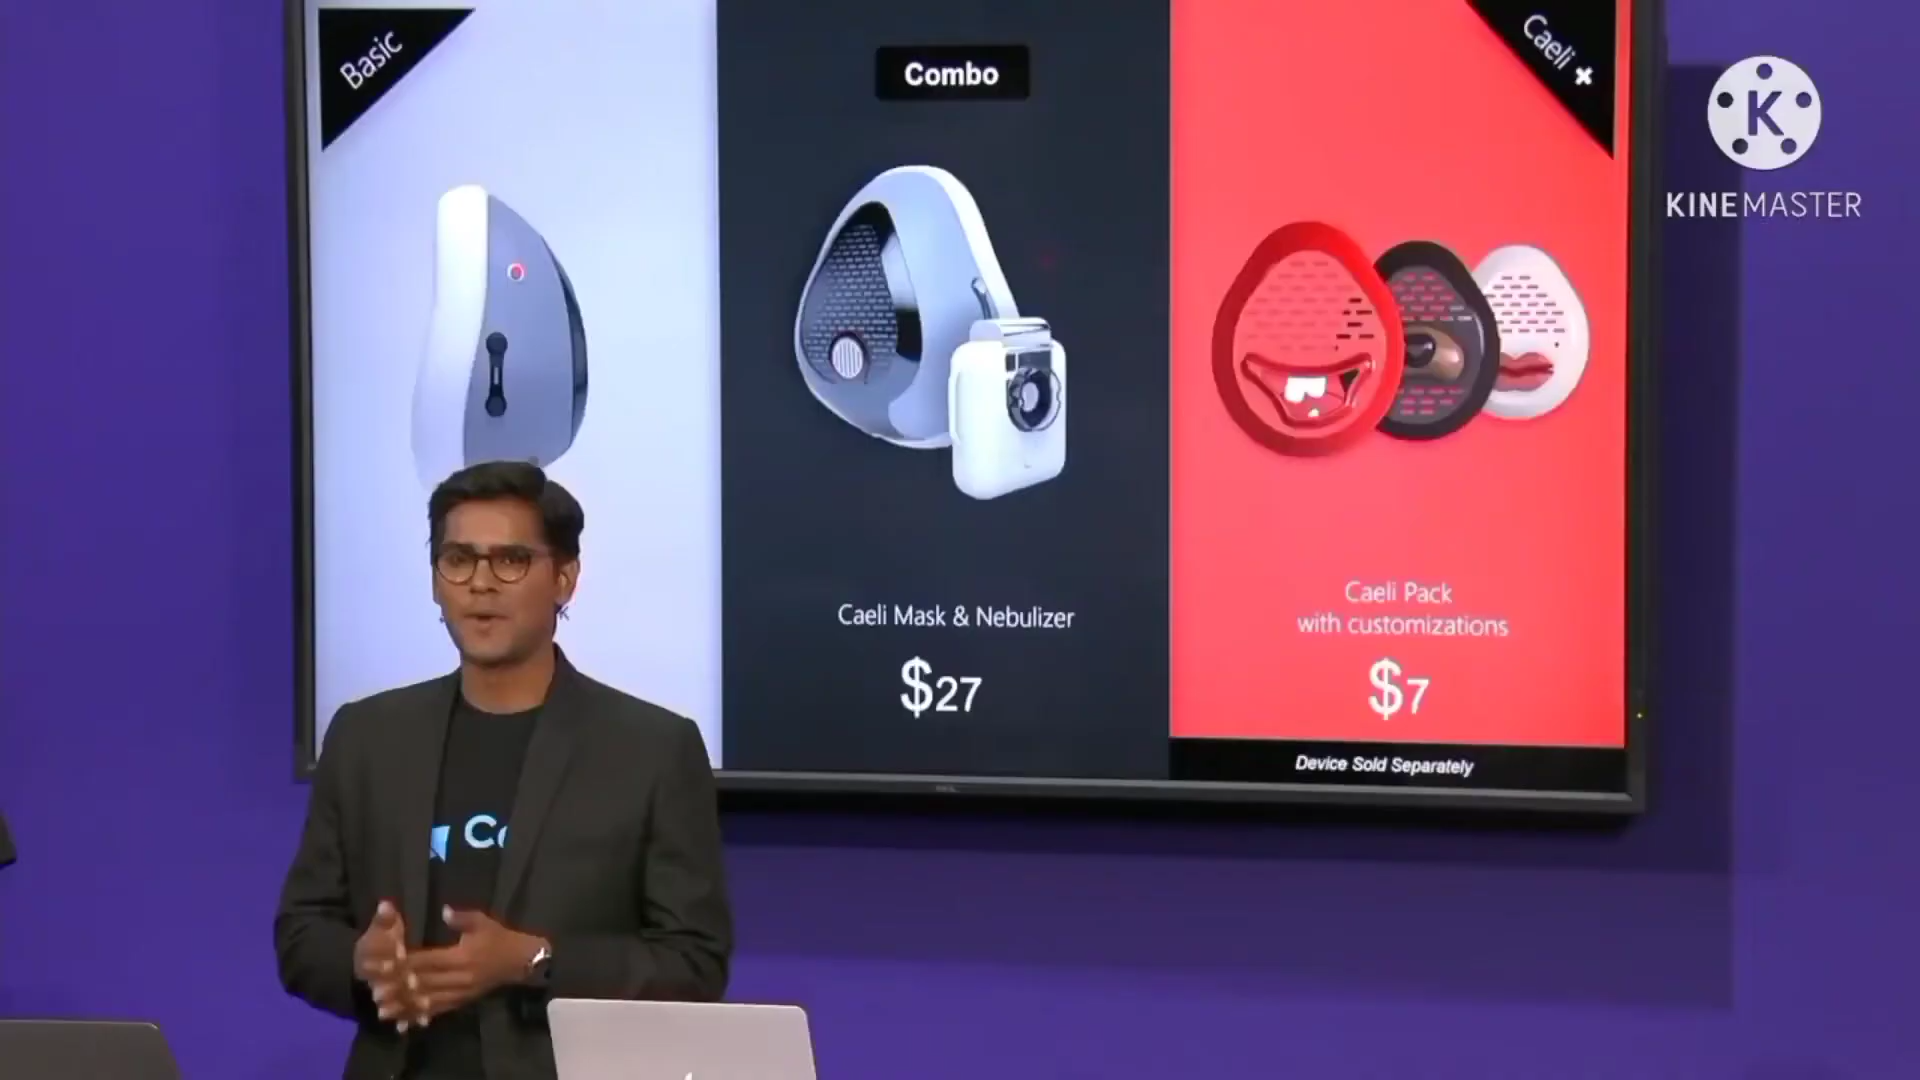 Basic
Combo
Caeli
KINEMASTER
Caeli Mask & Nebulizer
$27
Caeli Pack
with customizations
$7
Device Sold Separately
K